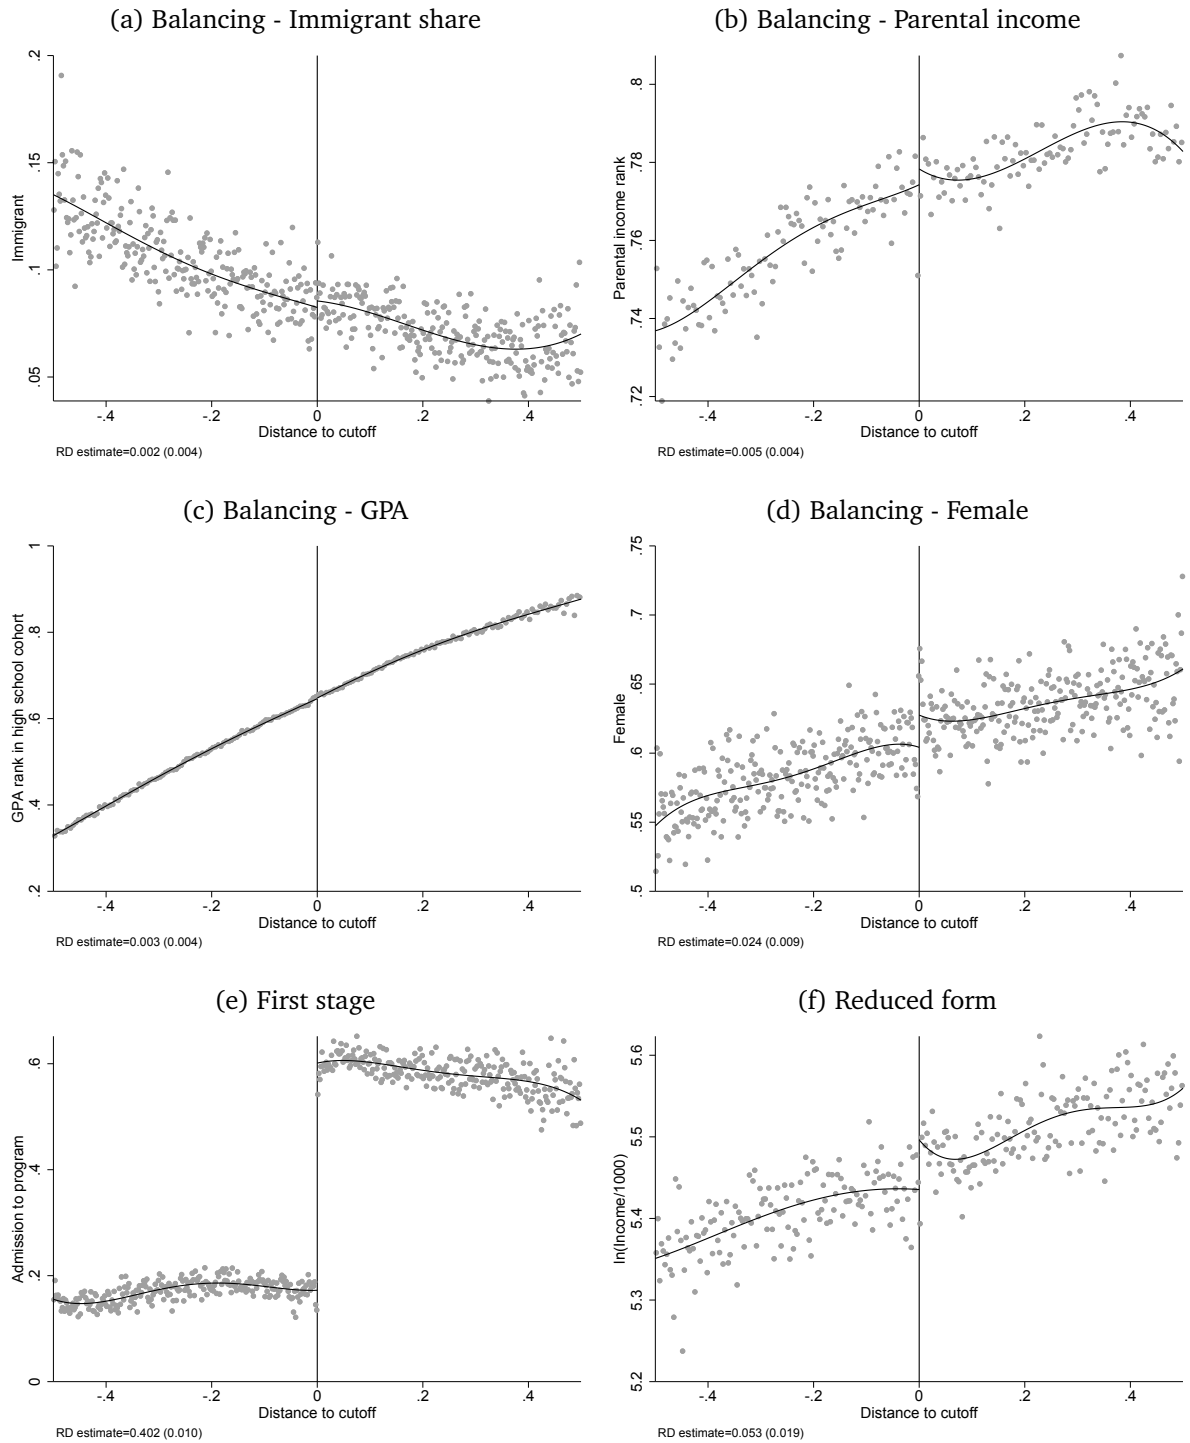 (a) Balancing - Immigrant share
.2
.15
.1
.05
Immigrant
-.4 -.2 0 .2 .4
Distance to cutoff
RD estimate=0.002 (0.004)
(b) Balancing - Parental income
.8
.78
.76
.74
.72
Parental income rank
-.4 -.2 0 .2 .4
Distance to cutoff
RD estimate=0.005 (0.004)
(c) Balancing - GPA
1
.8
.6
.4
.2
GPA rank in high school cohort
-.4 -.2 0 .2 .4
Distance to cutoff
RD estimate=0.003 (0.004)
(d) Balancing - Female
.75
.7
.65
.6
.55
.5
Female
-.4 -.2 0 .2 .4
Distance to cutoff
RD estimate=0.024 (0.009)
(e) First stage
.6
.4
.2
0
Admission to program
-.4 -.2 0 .2 .4
Distance to cutoff
RD estimate=0.402 (0.010)
(f) Reduced form
5.6
5.5
5.4
5.3
5.2
ln(Income/1000)
-.4 -.2 0 .2 .4
Distance to cutoff
RD estimate=0.053 (0.019)